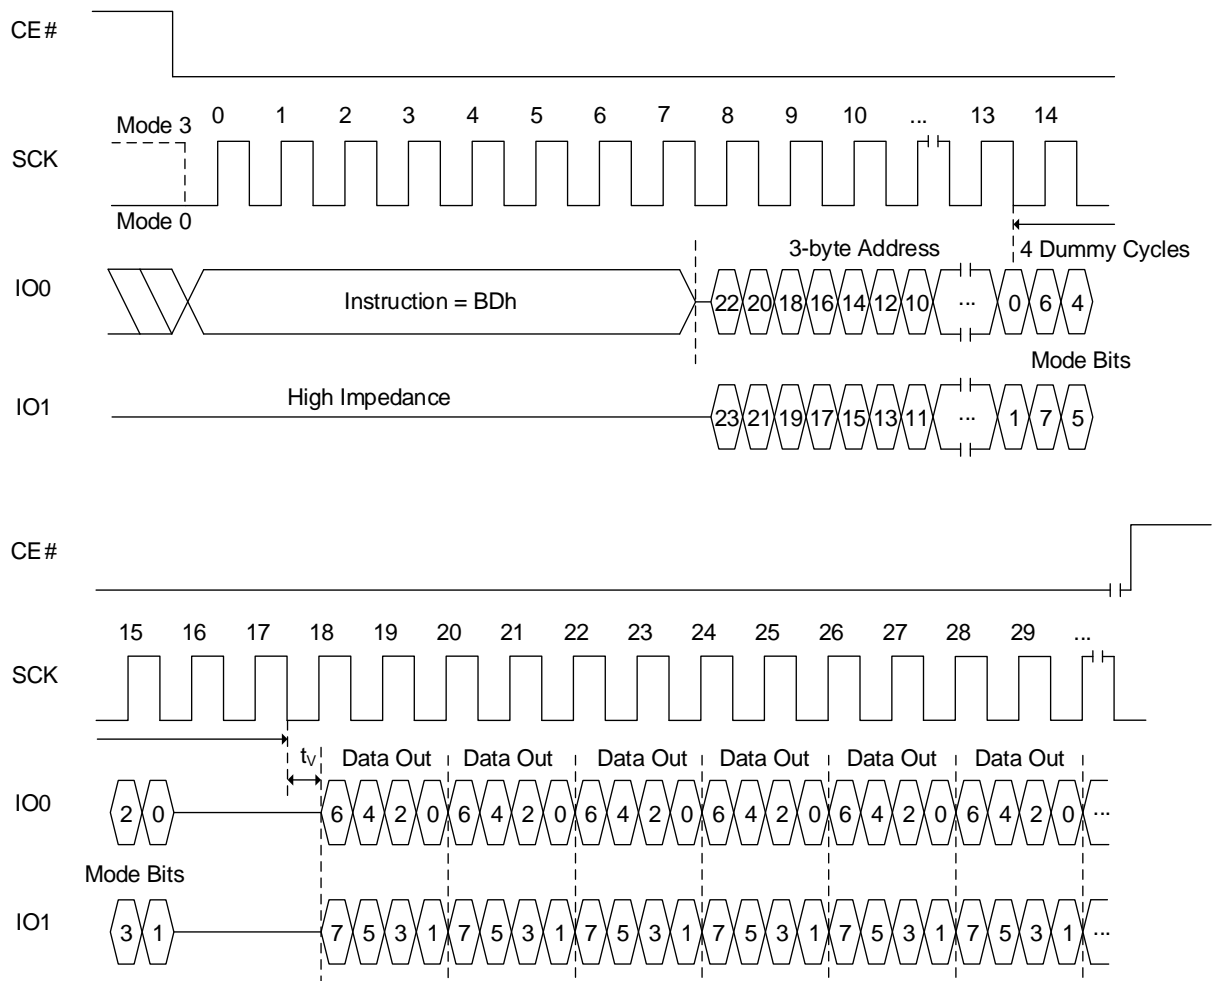 CE#
0 1 2 3 4 5 6 7 8 9 10 ... 13 14
Mode 3
SCK
Mode 0
3-byte Address 4 Dummy Cycles
IO0 Instruction = BDh 22 20 18 16 14 12 10 ... 0 6 4
Mode Bits
IO1 High Impedance 23 21 19 17 15 13 11 ... 1 7 5
CE#
15 16 17 18 19 20 21 22 23 24 25 26 27 28 29 ...
SCK
tV Data Out Data Out Data Out Data Out Data Out Data Out
IO0 2 0 6 4 2 0 6 4 2 0 6 4 2 0 6 4 2 0 6 4 2 0 6 4 2 0 ...
Mode Bits
IO1 3 1 7 5 3 1 7 5 3 1 7 5 3 1 7 5 3 1 7 5 3 1 7 5 3 1 ...